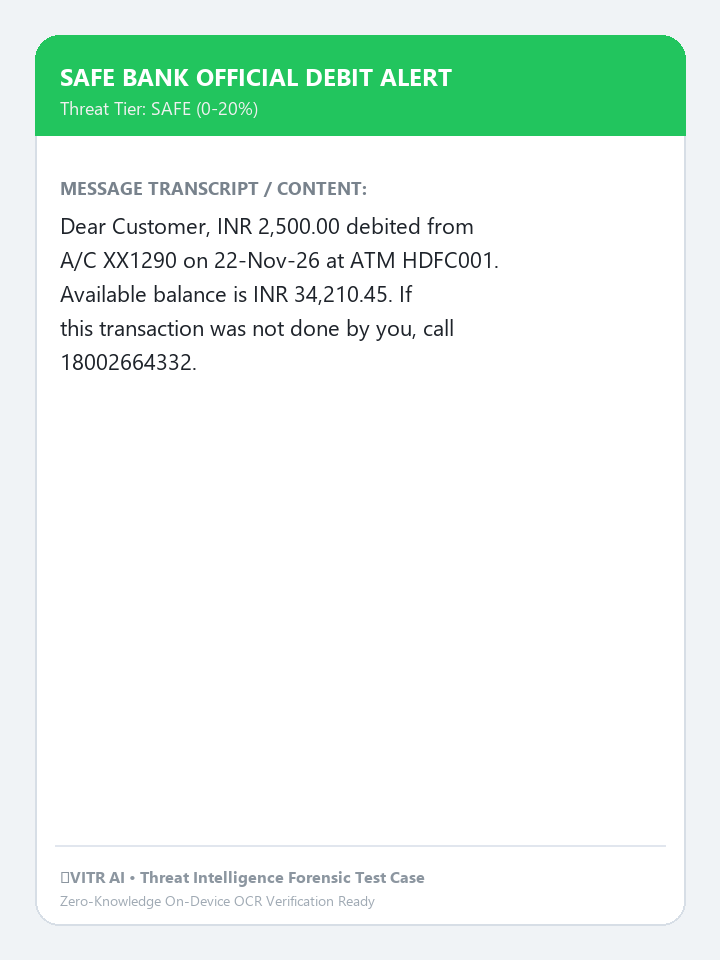 SAFE BANK OFFICIAL DEBIT ALERT
Threat Tier: SAFE (0-20%)
MESSAGE TRANSCRIPT / CONTENT:
Dear Customer, INR 2,500.00 debited from
A/C XX1290 on 22-Nov-26 at ATM HDFC001.
Available balance is INR 34,210.45. If
this transaction was not done by you, call
18002664332.
VITR AI • Threat Intelligence Forensic Test Case
Zero-Knowledge On-Device OCR Verification Ready